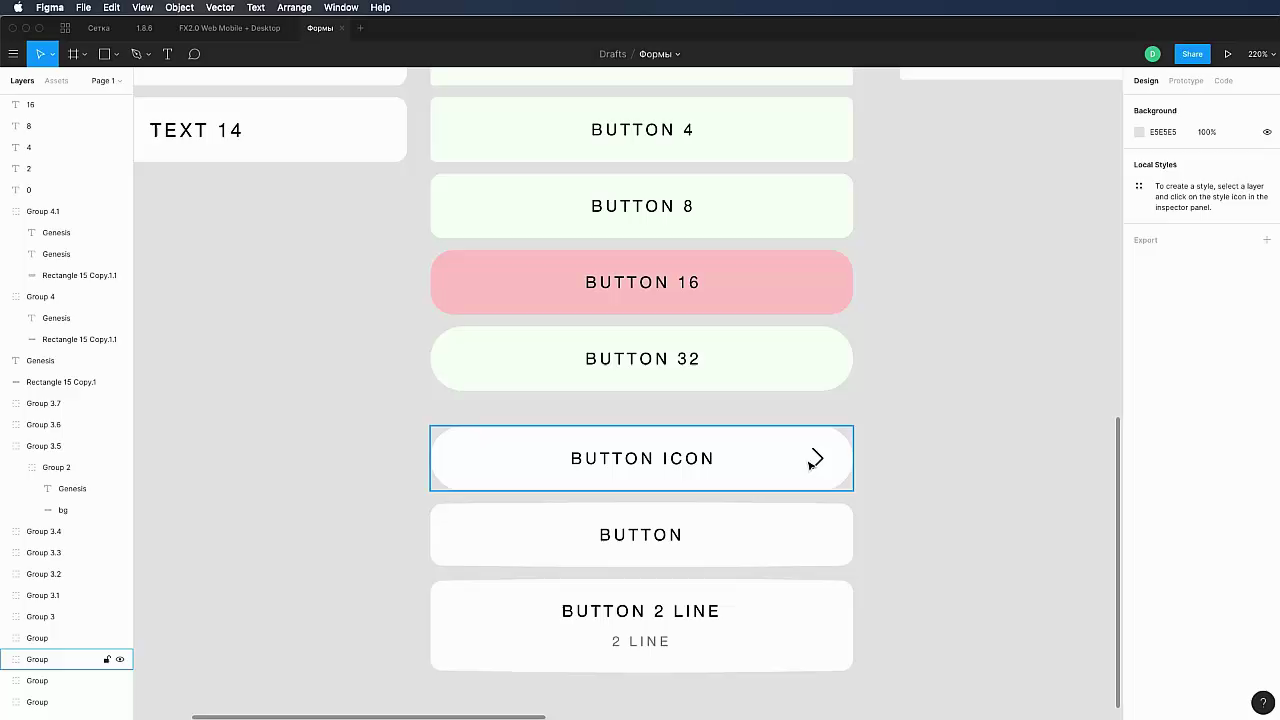 Figma File Edit View Object Vector Text Arrange Window Help
Сетка 1.8.6 FX2.0 Web Mobile + Desktop Формы
Drafts / Формы
D Share 220%
Layers Assets Page 1
Design Prototype Code
16
8
4
2
0
Group 4.1
Genesis
Genesis
Rectangle 15 Copy.1.1
Group 4
Genesis
Rectangle 15 Copy.1.1
Genesis
Rectangle 15 Copy.1
Group 3.7
Group 3.6
Group 3.5
Group 2
Genesis
bg
Group 3.4
Group 3.3
Group 3.2
Group 3.1
Group 3
Group
Group
Group
Group
TEXT 14
BUTTON 4
BUTTON 8
BUTTON 16
BUTTON 32
BUTTON ICON
BUTTON
BUTTON 2 LINE
2 LINE
Background
E5E5E5 100%
Local Styles
To create a style, select a layer
and click on the style icon in the
inspector panel.
Export
?